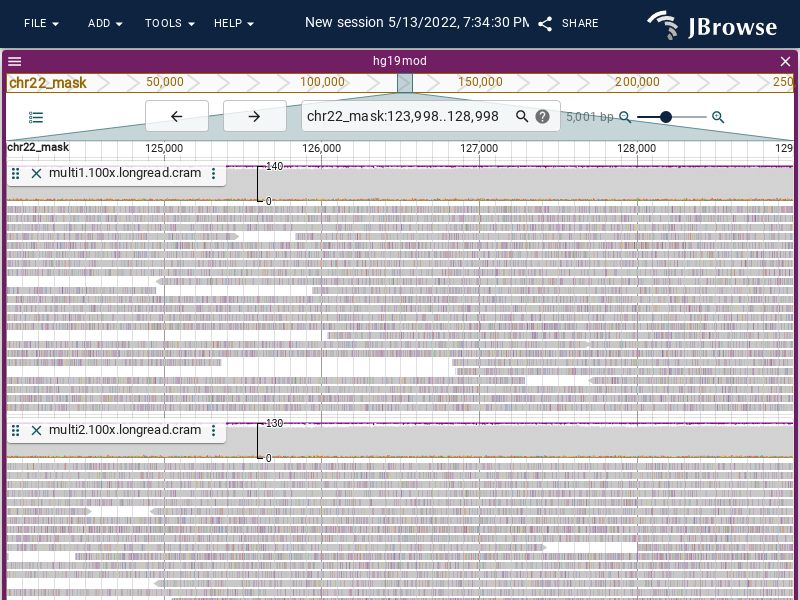 FILE ADD TOOLS HELP New session 5/13/2022, 7:34:30 PM SHARE JBrowse
hg19mod
chr22_mask 50,000 100,000 150,000 200,000 250
chr22_mask:123,998..128,998 5,001 bp
chr22_mask 125,000 126,000 127,000 128,000 129
multi1.100x.longread.cram 140
0
multi2.100x.longread.cram 130
0